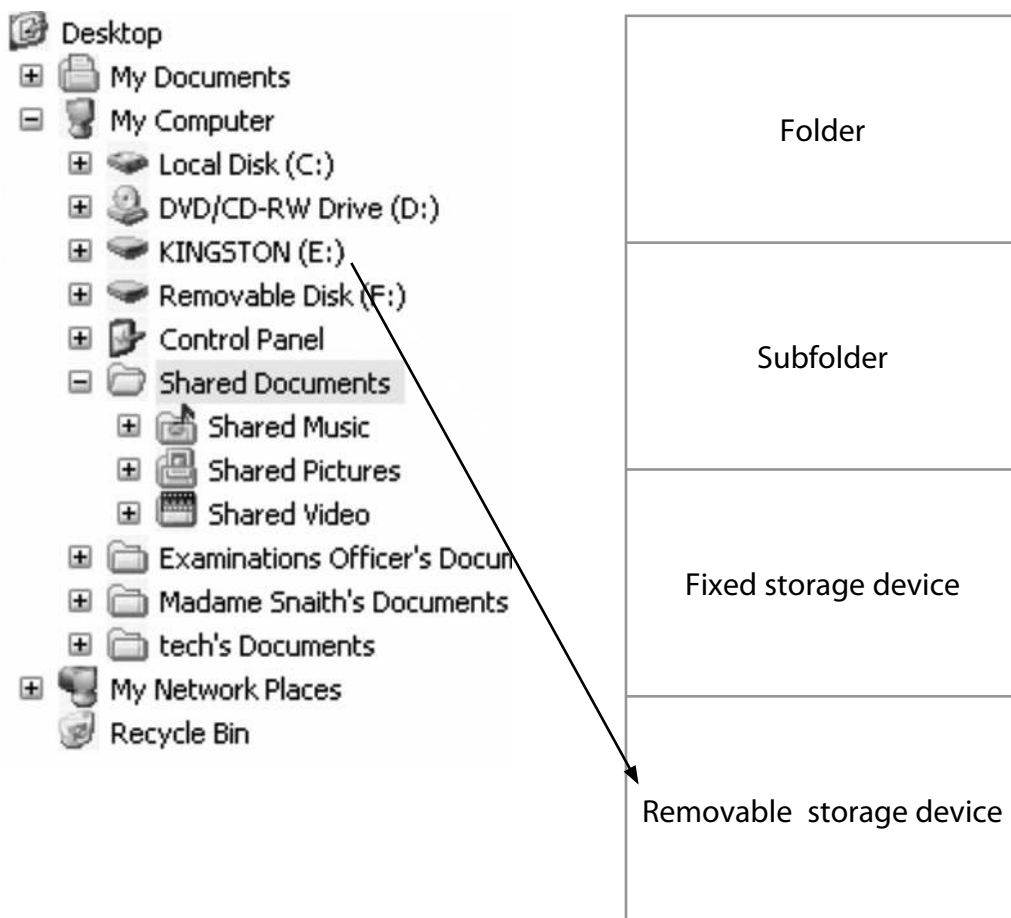 Desktop
My Documents
My Computer
Local Disk (C:)
DVD/CD-RW Drive (D:)
KINGSTON (E:)
Removable Disk (F:)
Control Panel
Shared Documents
Shared Music
Shared Pictures
Shared Video
Examinations Officer's Docum
Madame Snaith's Documents
tech's Documents
My Network Places
Recycle Bin
Folder
Subfolder
Fixed storage device
Removable storage device